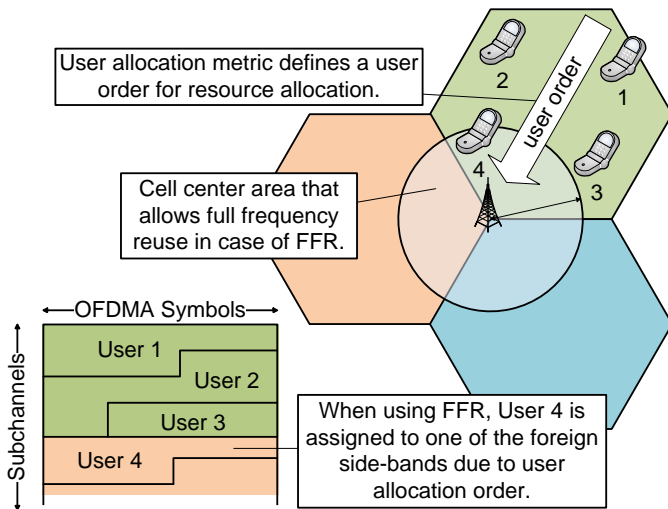 User allocation metric defines a user
order for resource allocation.
2
1
user order
4
3
Cell center area that
allows full frequency
reuse in case of FFR.
OFDMA Symbols
Subchannels
User 1
User 2
User 3
User 4
When using FFR, User 4 is
assigned to one of the foreign
side-bands due to user
allocation order.